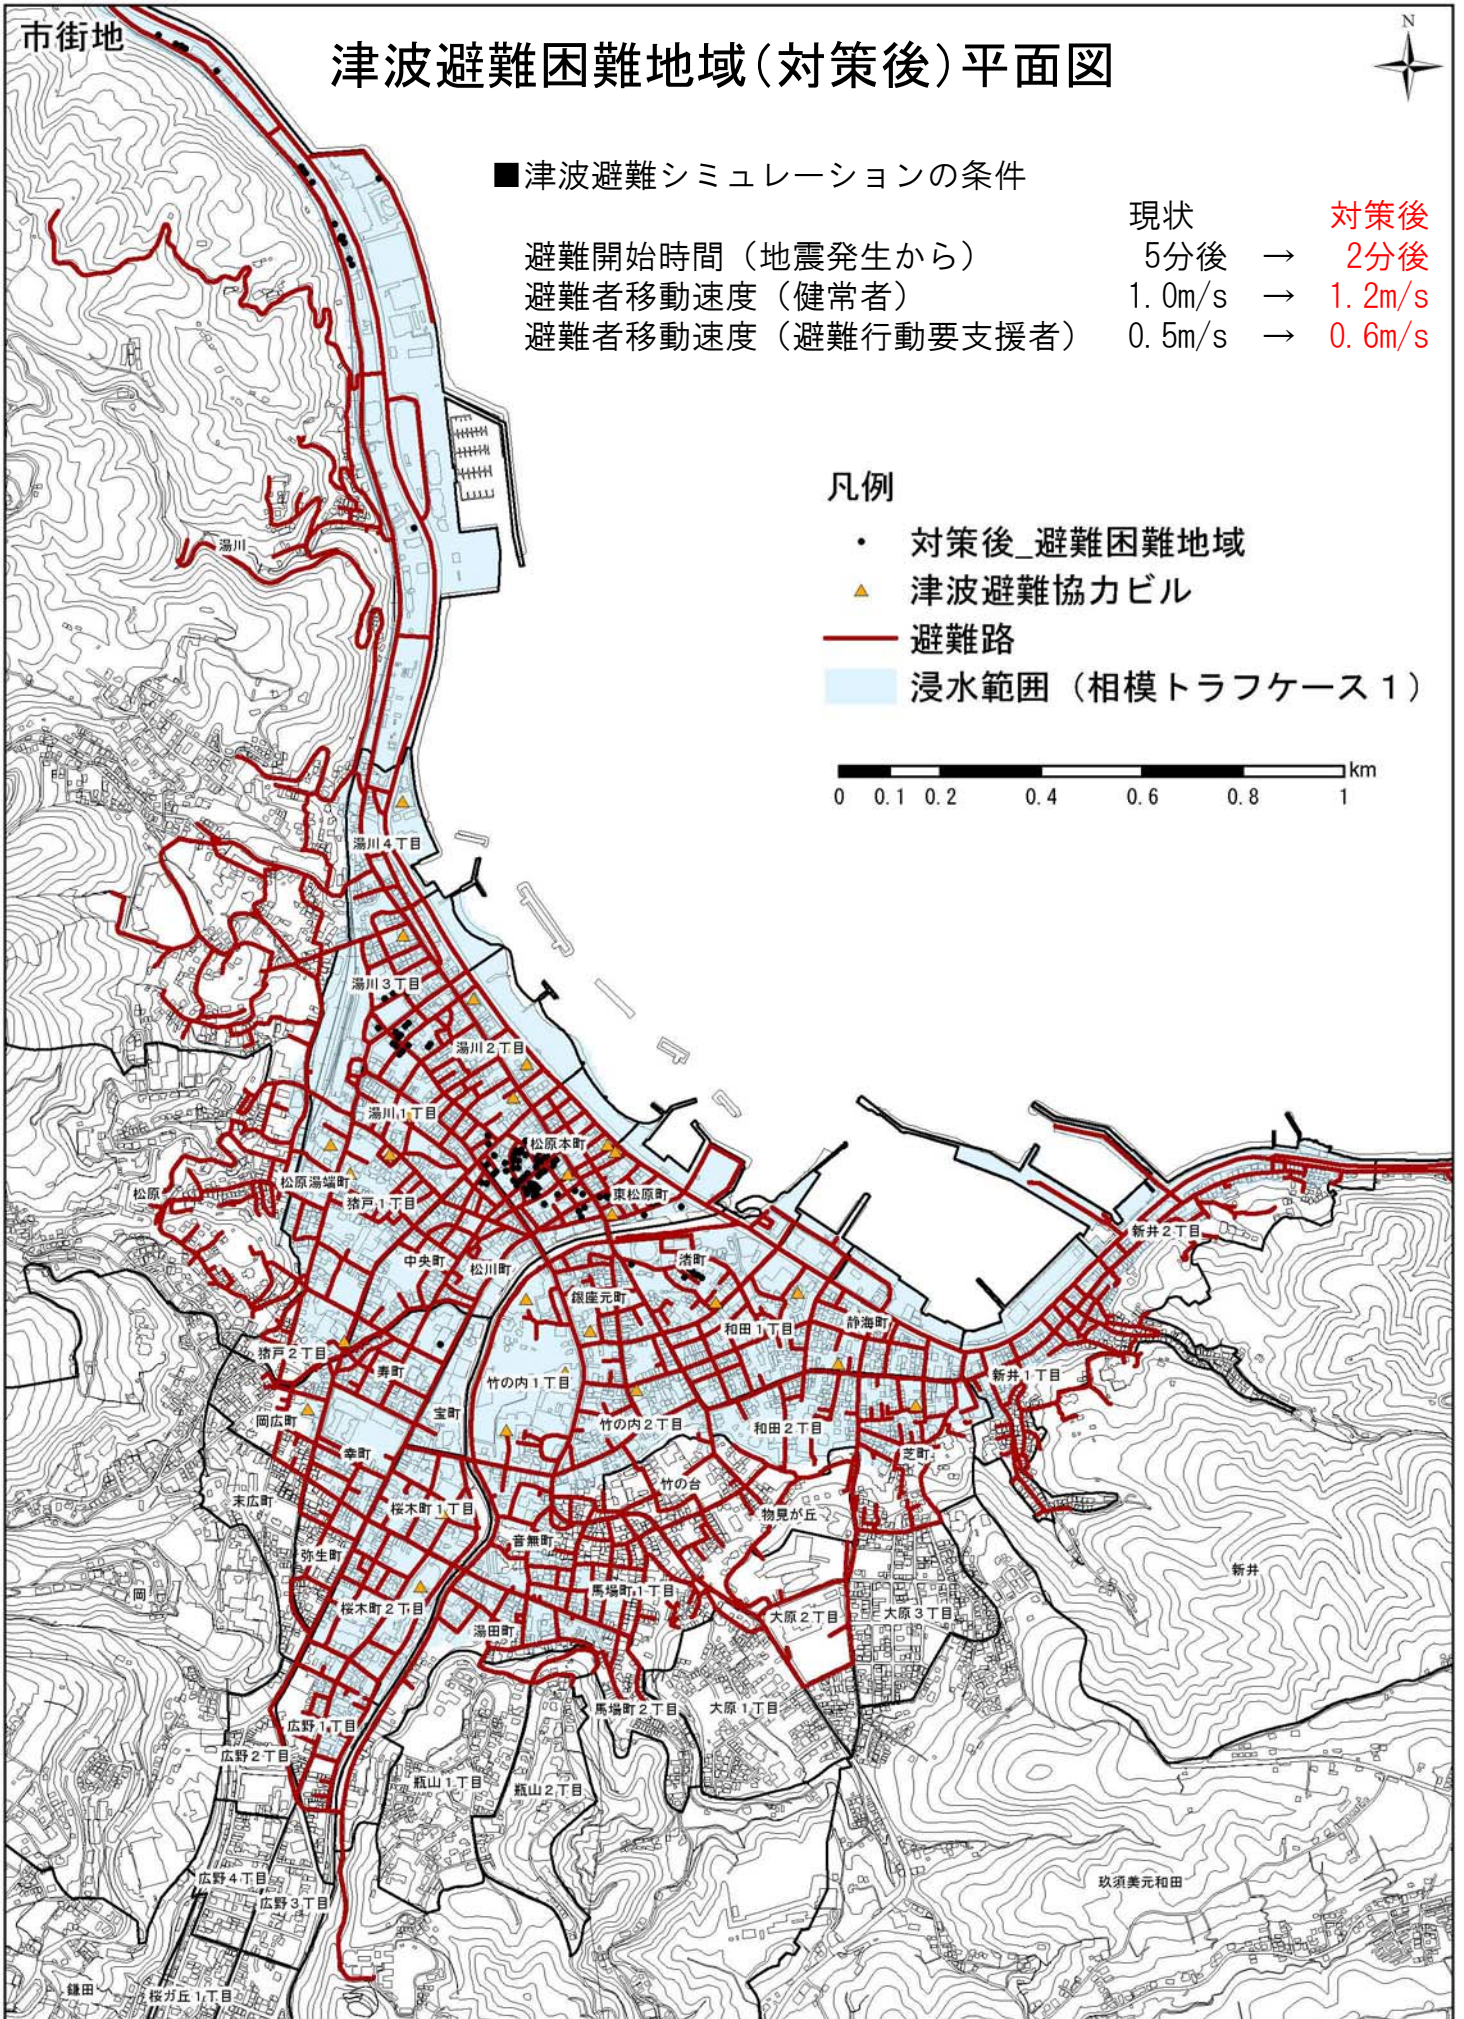 市街地
津波避難困難地域(対策後)平面図
N
■津波避難シミュレーションの条件
現状 対策後
避難開始時間（地震発生から） 5分後 → 2分後
避難者移動速度（健常者） 1.0m/s → 1.2m/s
避難者移動速度（避難行動要支援者） 0.5m/s → 0.6m/s
凡例
対策後_避難困難地域
津波避難協力ビル
避難路
浸水範囲（相模トラフケース１）
km
0 0.1 0.2 0.4 0.6 0.8 1
湯川
湯川４丁目
湯川３丁目
湯川２丁目
湯川１丁目
松原本町
松原湯端町
松原
猪戸１丁目
東松原町
新井２丁目
中央町
松川町
渚町
銀座元町
和田１丁目
静海町
猪戸２丁目
寿町
竹の内１丁目
新井１丁目
岡広町
宝町
竹の内２丁目
和田２丁目
幸町
芝町
竹の台
末広町
桜木町１丁目
物見が丘
音無町
弥生町
岡
馬場町１丁目
新井
桜木町２丁目
大原２丁目
大原３丁目
湯田町
馬場町２丁目
大原１丁目
広野１丁目
広野２丁目
瓶山１丁目
瓶山２丁目
広野４丁目
広野３丁目
玖須美元和田
鎌田
桜ガ丘１丁目